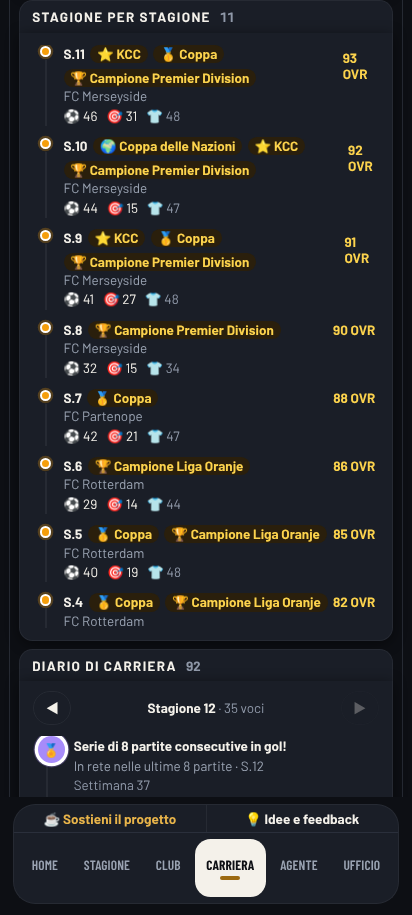 STAGIONE PER STAGIONE 11
S.11 ⭐ KCC 🏅 Coppa
🏆 Campione Premier Division
93
OVR
FC Merseyside
⚽ 46 🎯 31 👕 48
S.10 🌍 Coppa delle Nazioni ⭐ KCC
🏆 Campione Premier Division
92
OVR
FC Merseyside
⚽ 44 🎯 15 👕 47
S.9 ⭐ KCC 🏅 Coppa
🏆 Campione Premier Division
91
OVR
FC Merseyside
⚽ 41 🎯 27 👕 48
S.8 🏆 Campione Premier Division 90 OVR
FC Merseyside
⚽ 32 🎯 15 👕 34
S.7 🏅 Coppa 88 OVR
FC Partenope
⚽ 42 🎯 21 👕 47
S.6 🏆 Campione Liga Oranje 86 OVR
FC Rotterdam
⚽ 29 🎯 14 👕 44
S.5 🏅 Coppa 🏆 Campione Liga Oranje 85 OVR
FC Rotterdam
⚽ 40 🎯 19 👕 48
S.4 🏅 Coppa 🏆 Campione Liga Oranje 82 OVR
FC Rotterdam
DIARIO DI CARRIERA 92
◀ Stagione 12 · 35 voci ▶
🏅 Serie di 8 partite consecutive in gol!
In rete nelle ultime 8 partite · S.12
Settimana 37
☕ Sostieni il progetto 💡 Idee e feedback
HOME STAGIONE CLUB CARRIERA AGENTE UFFICIO